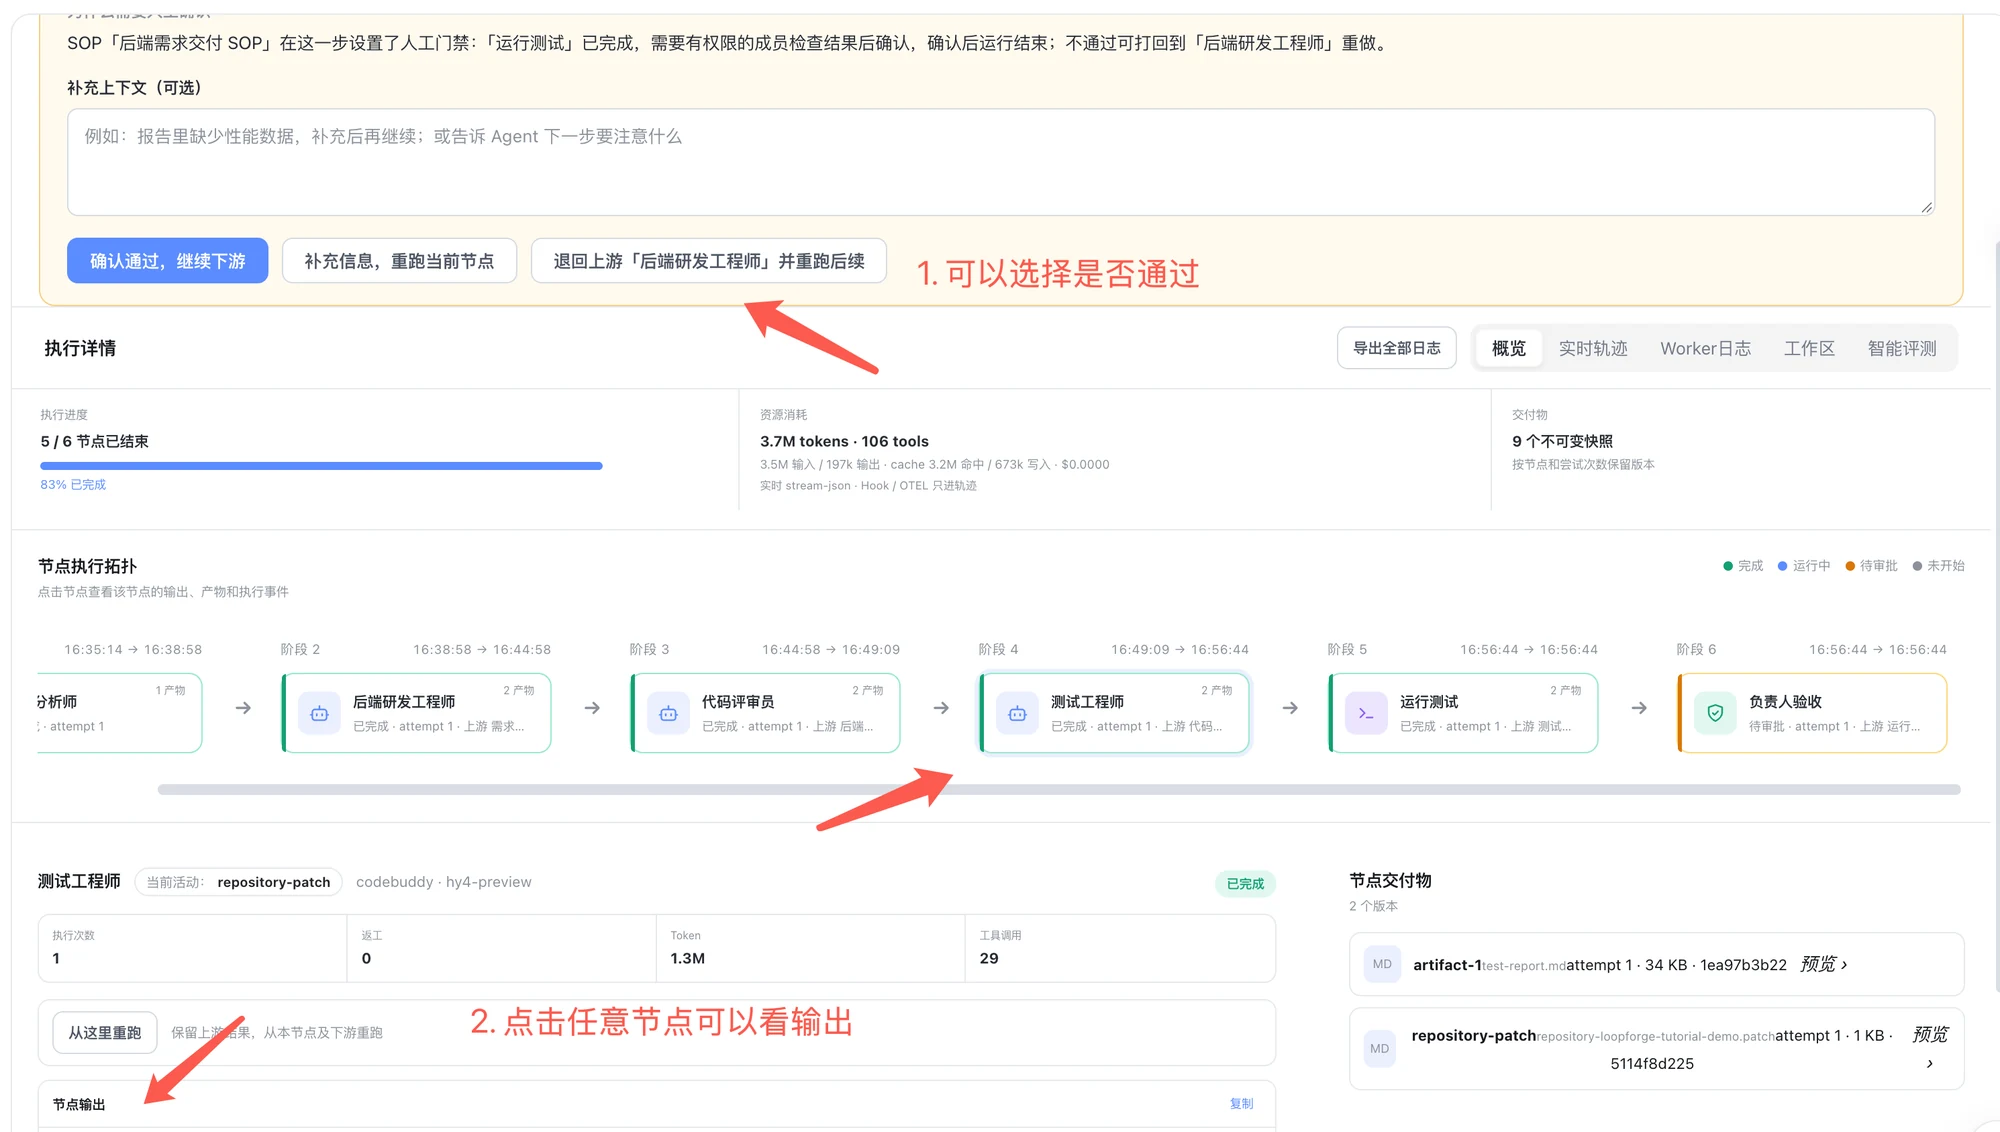 SOP「后端需求交付 SOP」在这一步设置了人工门禁：「运行测试」已完成，需要有权限的成员检查结果后确认，确认后运行结束；不通过可打回到「后端研发工程师」重做。
补充上下文（可选）
例如：报告里缺少性能数据，补充后再继续；或告诉 Agent 下一步要注意什么
确认通过，继续下游
补充信息，重跑当前节点
退回上游「后端研发工程师」并重跑后续
1. 可以选择是否通过
执行详情
导出全部日志
概览
实时轨迹
Worker日志
工作区
智能评测
执行进度
5 / 6 节点已结束
83% 已完成
资源消耗
3.7M tokens · 106 tools
3.5M 输入 / 197k 输出 · cache 3.2M 命中 / 673k 写入 · $0.0000
实时 stream-json · Hook / OTEL 只进轨迹
交付物
9 个不可变快照
按节点和尝试次数保留版本
节点执行拓扑
点击节点查看该节点的输出、产物和执行事件
完成
运行中
待审批
未开始
16:35:14 → 16:38:58
分析师
1 产物
· attempt 1
阶段 2
16:38:58 → 16:44:58
后端研发工程师
2 产物
已完成 · attempt 1 · 上游 需求...
阶段 3
16:44:58 → 16:49:09
代码评审员
2 产物
已完成 · attempt 1 · 上游 后端...
阶段 4
16:49:09 → 16:56:44
测试工程师
2 产物
已完成 · attempt 1 · 上游 代码...
阶段 5
16:56:44 → 16:56:44
运行测试
2 产物
已完成 · attempt 1 · 上游 测试...
阶段 6
16:56:44 → 16:56:44
负责人验收
待审批 · attempt 1 · 上游 运行...
测试工程师
当前活动： repository-patch
codebuddy · hy4-preview
已完成
执行次数
1
返工
0
Token
1.3M
工具调用
29
从这里重跑
保留上游结果，从本节点及下游重跑
2. 点击任意节点可以看输出
节点输出
复制
节点交付物
2 个版本
MD
artifact-1test-report.mdattempt 1 · 34 KB · 1ea97b3b22 预览 ›
MD
repository-patchrepository-loopforge-tutorial-demo.patchattempt 1 · 1 KB · 5114f8d225
预览 ›